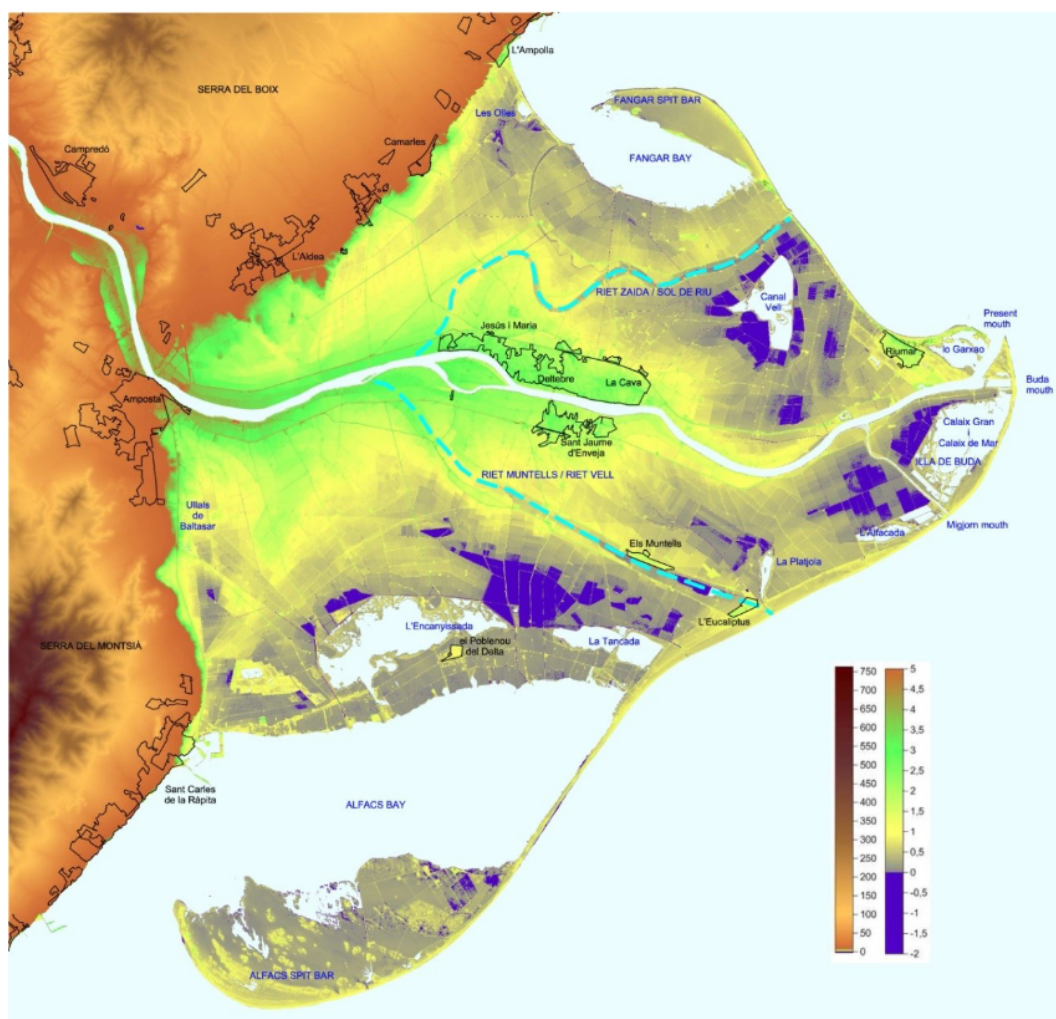 L'Ampolla
SERRA DEL BOIX
FANGAR SPIT BAR
Les Olles
Camarles
Campredó
FANGAR BAY
L'Aldea
RIET ZAIDA / SOL DE RIU
Canal
Vell
Present
mouth
Jesús i Maria
Riumar
lo Garxao
Deltebre
La Cava
Buda
mouth
Amposta
Calaix Gran
i
Calaix de Mar
Sant Jaume
d'Enveja
ILLA DE BUDA
RIET MUNTELLS / RIET VELL
Ullals
de
Baltasar
Migjorn mouth
L'Alfacada
Els Muntells
La Platjola
L'Encanyissada
L'Eucaliptus
el Poblenou
del Delta
La Tancada
SERRA DEL MONTSIÀ
Sant Carles
de la Ràpita
ALFACS BAY
ALFACS SPIT BAR
750
700
650
600
550
500
450
400
350
300
250
200
150
100
50
0
5
4,5
4
3,5
3
2,5
2
1,5
1
0,5
0
-0,5
-1
-1,5
-2